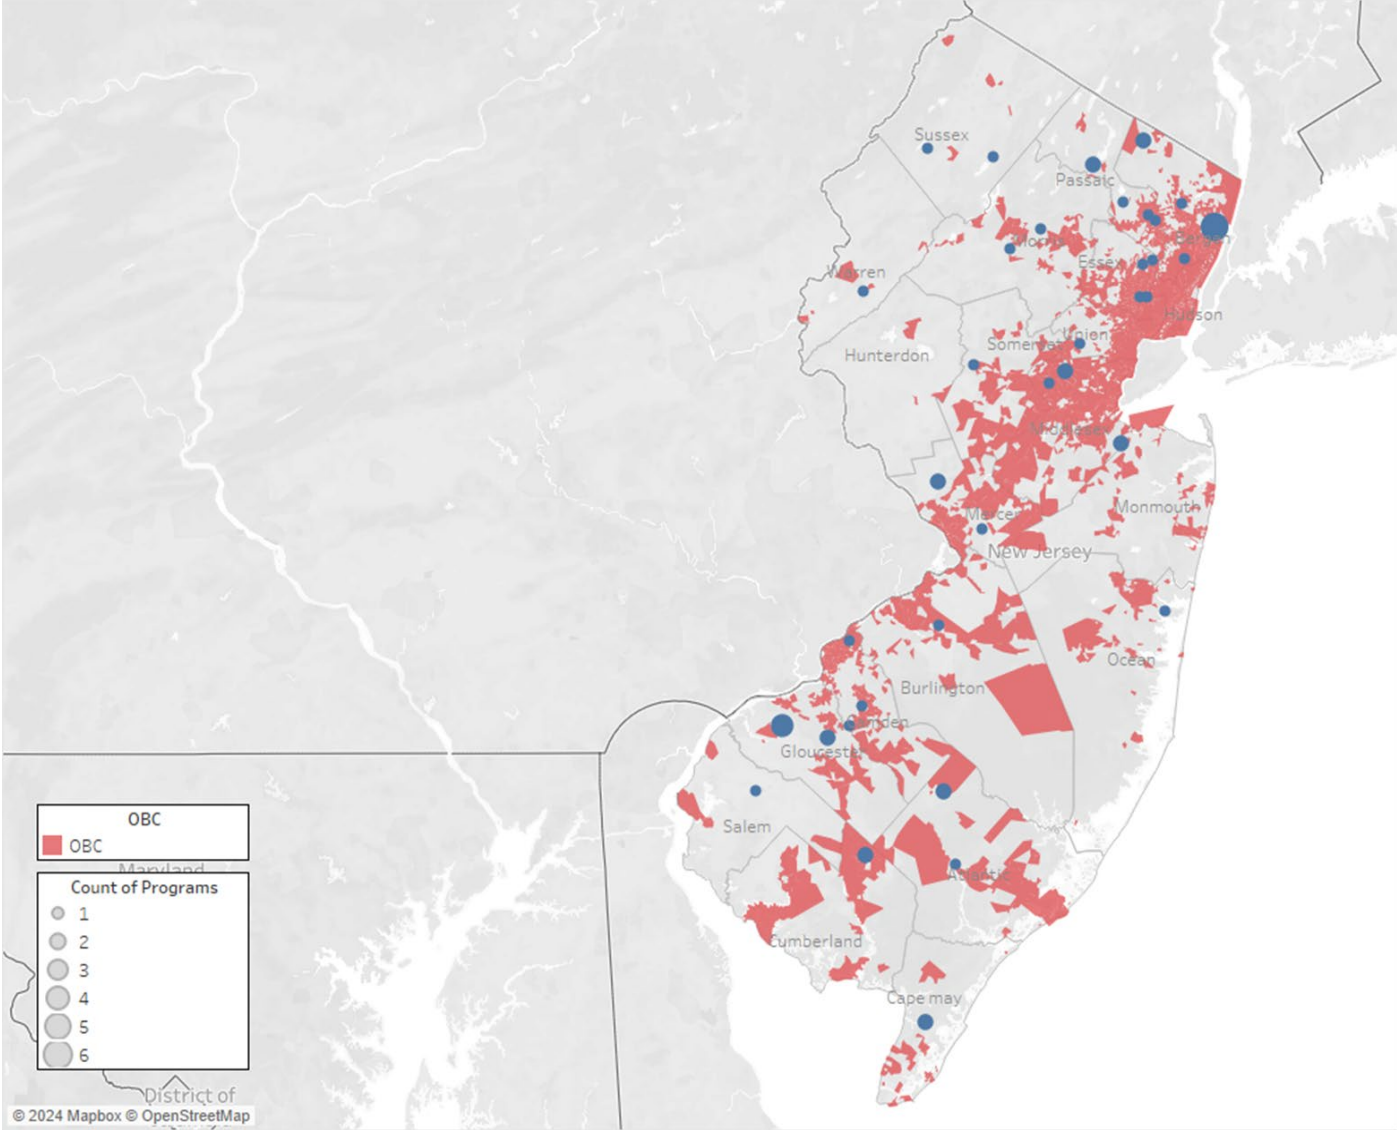 Sussex
Passaic
Bergen
Morris
Essex
Warren
Hudson
Union
Somerset
Hunterdon
Middlesex
Monmouth
Mercer
New Jersey
Ocean
Burlington
Camden
Gloucester
Salem
Atlantic
Cumberland
Cape may
OBC
OBC
Maryland
Count of Programs
1
2
3
4
5
6
District of
© 2024 Mapbox © OpenStreetMap